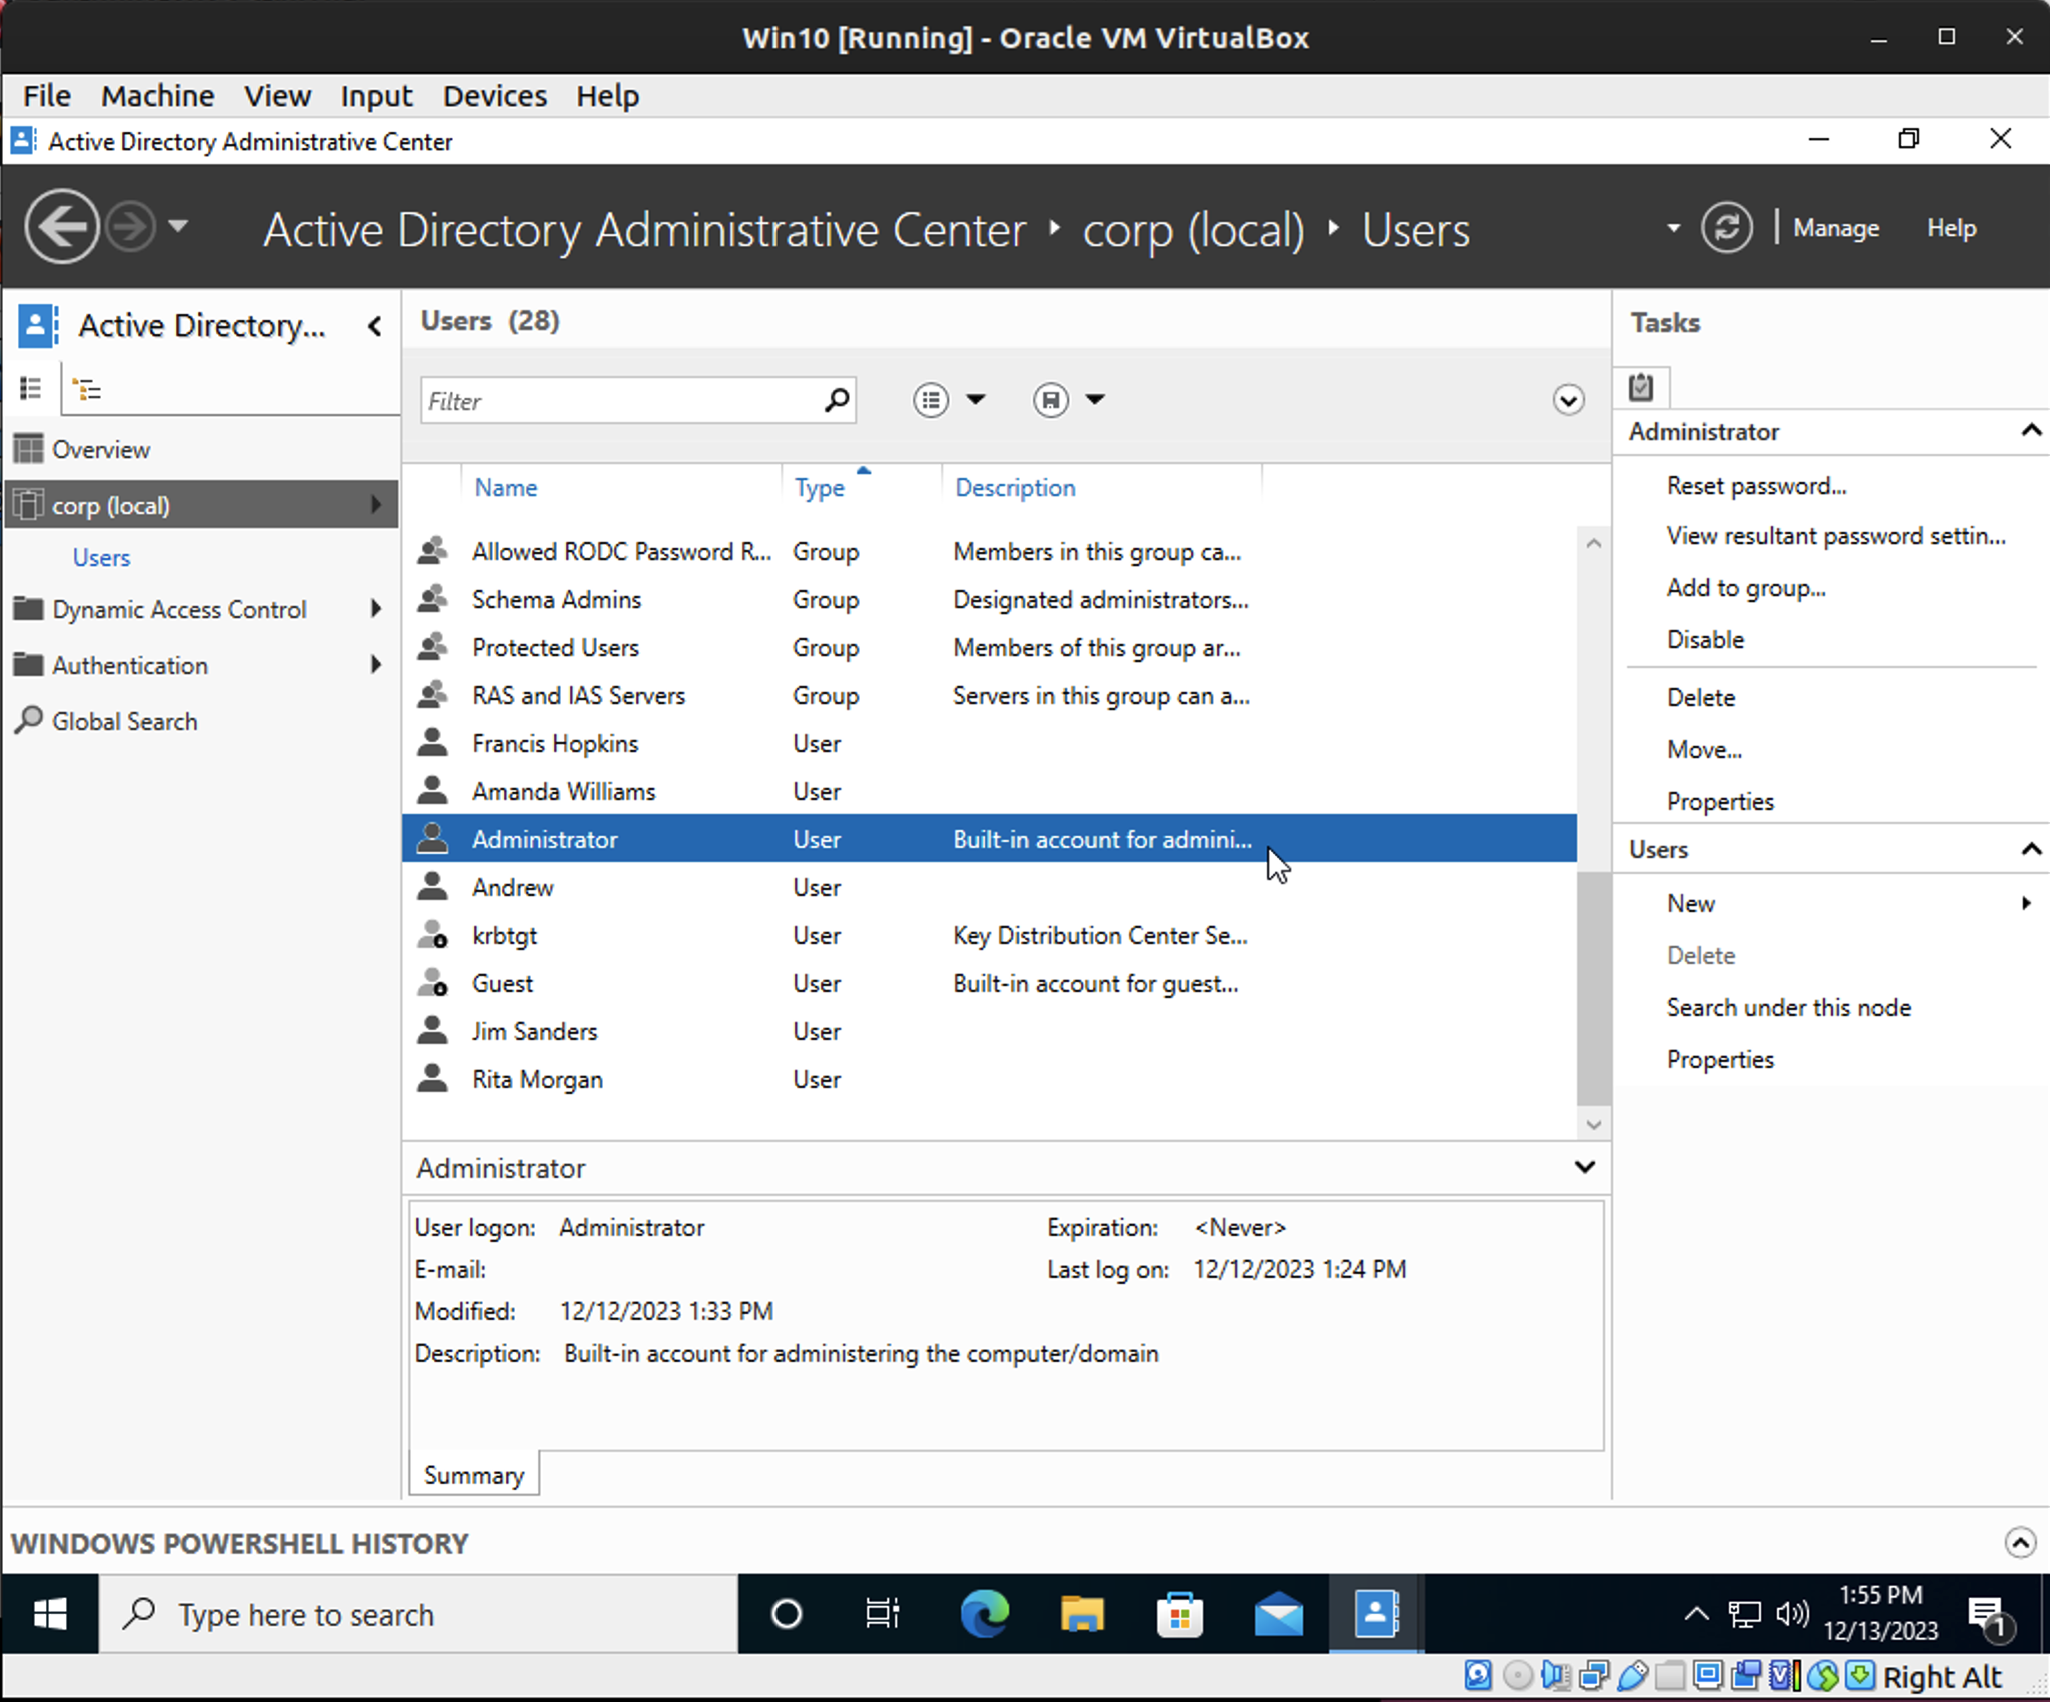 Win10 [Running] - Oracle VM VirtualBox
File Machine View Input Devices Help
Active Directory Administrative Center
Active Directory Administrative Center • corp (local) • Users
Manage Help
Active Directory...
Overview
corp (local)
Users
Dynamic Access Control
Authentication
Global Search
Users (28)
Filter
Name Type Description
Allowed RODC Password R... Group Members in this group ca...
Schema Admins Group Designated administrators...
Protected Users Group Members of this group ar...
RAS and IAS Servers Group Servers in this group can a...
Francis Hopkins User
Amanda Williams User
Administrator User Built-in account for admini...
Andrew User
krbtgt User Key Distribution Center Se...
Guest User Built-in account for guest...
Jim Sanders User
Rita Morgan User
Administrator
User logon: Administrator Expiration: <Never>
E-mail: Last log on: 12/12/2023 1:24 PM
Modified: 12/12/2023 1:33 PM
Description: Built-in account for administering the computer/domain
Summary
Tasks
Administrator
Reset password...
View resultant password settin...
Add to group...
Disable
Delete
Move...
Properties
Users
New
Delete
Search under this node
Properties
WINDOWS POWERSHELL HISTORY
Type here to search
1:55 PM
12/13/2023
1
Right Alt